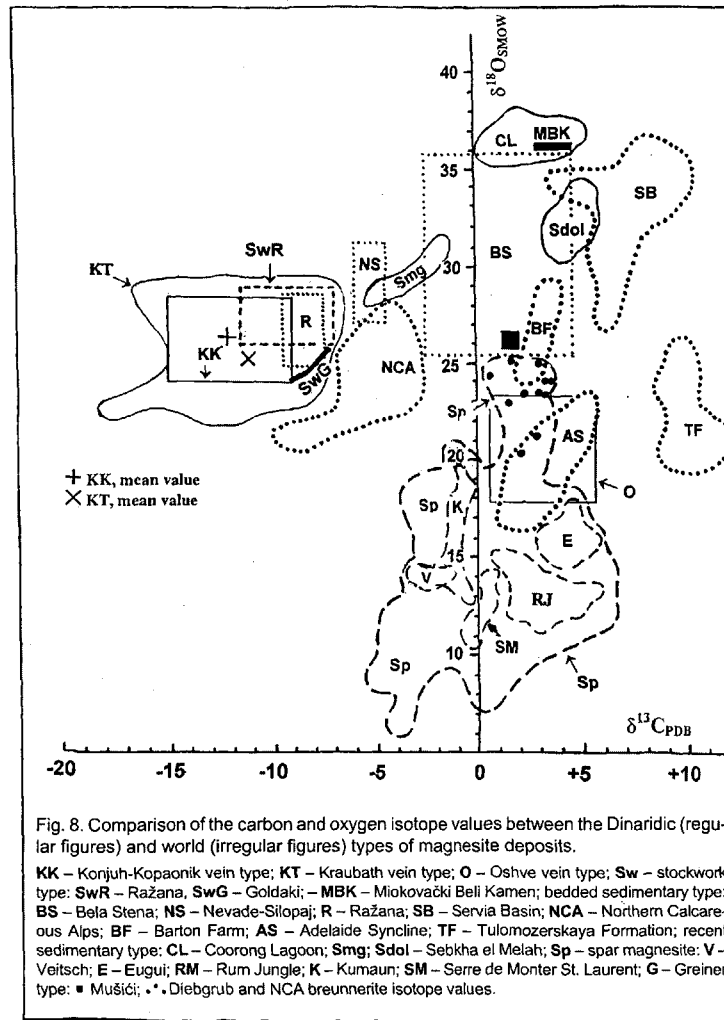 δ18OSMOW
40
35
30
25
20
15
10
CL
MBK
SB
Sdol
BS
SwR
KT
NS
Smg
R
KK
SwG
NCA
BF
Sp
AS
TF
O
+ KK, mean value
× KT, mean value
Sp
K
E
V
RJ
SM
Sp
Sp
δ13CPDB
-20
-15
-10
-5
0
+5
+10
Fig. 8. Comparison of the carbon and oxygen isotope values between the Dinaridic (regu-
lar figures) and world (irregular figures) types of magnesite deposits.
KK – Konjuh-Kopaonik vein type; KT – Kraubath vein type; O – Oshve vein type; Sw – stockwork
type: SwR – Ražana, SwG – Goldaki; – MBK – Miokovački Beli Kamen; bedded sedimentary type:
BS – Bela Stena; NS – Nevade-Silopaj; R – Ražana; SB – Servia Basin; NCA – Northern Calcare-
ous Alps; BF – Barton Farm; AS – Adelaide Syncline; TF – Tulomozerskaya Formation; recent
sedimentary type: CL – Coorong Lagoon; Smg; Sdol – Sebkha el Melah; Sp – spar magnesite: V –
Veitsch; E – Eugui; RM – Rum Jungle; K – Kumaun; SM – Serre de Monter St. Laurent; G – Greiner
type: ■ Mušići; •*• Diebgrub and NCA breunnerite isotope values.